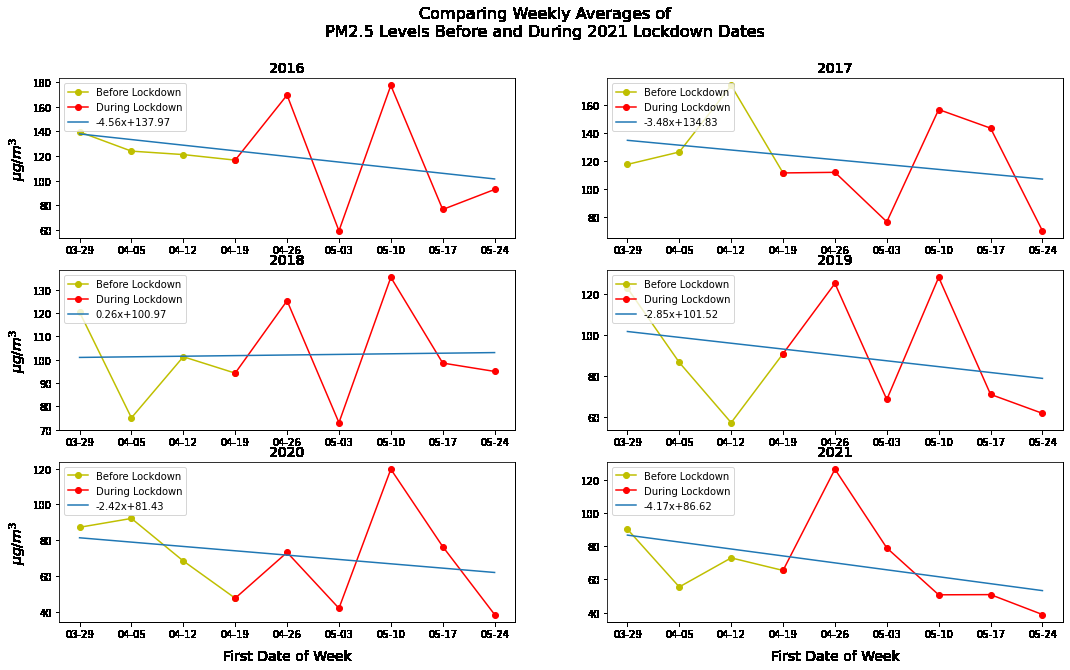 Comparing Weekly Averages of
PM2.5 Levels Before and During 2021 Lockdown Dates
2016
Before Lockdown
During Lockdown
-4.56x+137.97
μg/m³
180
160
140
120
100
80
60
03-29 04-05 04-12 04-19 04-26 05-03 05-10 05-17 05-24
2017
Before Lockdown
During Lockdown
-3.48x+134.83
160
140
120
100
80
03-29 04-05 04-12 04-19 04-26 05-03 05-10 05-17 05-24
2018
Before Lockdown
During Lockdown
0.26x+100.97
μg/m³
130
120
110
100
90
80
70
03-29 04-05 04-12 04-19 04-26 05-03 05-10 05-17 05-24
2019
Before Lockdown
During Lockdown
-2.85x+101.52
120
100
80
60
03-29 04-05 04-12 04-19 04-26 05-03 05-10 05-17 05-24
2020
Before Lockdown
During Lockdown
-2.42x+81.43
μg/m³
120
100
80
60
40
03-29 04-05 04-12 04-19 04-26 05-03 05-10 05-17 05-24
First Date of Week
2021
Before Lockdown
During Lockdown
-4.17x+86.62
120
100
80
60
40
03-29 04-05 04-12 04-19 04-26 05-03 05-10 05-17 05-24
First Date of Week